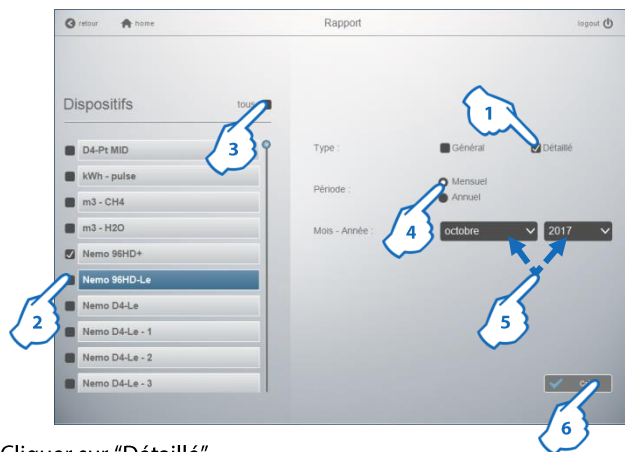 retour home Rapport logout
Dispositifs tous
1
3
D4-Pt MID
Type : Général Détaillé
kWh - pulse
Période : Mensuel
Annuel
m3 - CH4
4
m3 - H2O
Mois - Année : octobre 2017
Nemo 96HD+
Nemo 96HD-Le
2
Nemo D4-Le
5
Nemo D4-Le - 1
Nemo D4-Le - 2
Nemo D4-Le - 3
6
Cliquer sur “Détaillé”